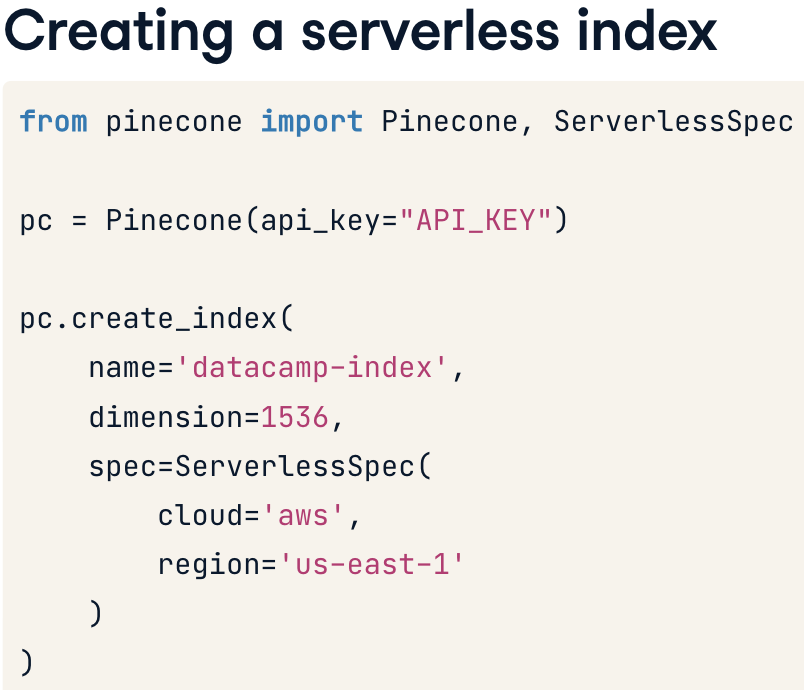 Creating a serverless index
from pinecone import Pinecone, ServerlessSpec
pc = Pinecone(api_key="API_KEY")
pc.create_index(
    name='datacamp-index',
    dimension=1536,
    spec=ServerlessSpec(
        cloud='aws',
        region='us-east-1'
    )
)